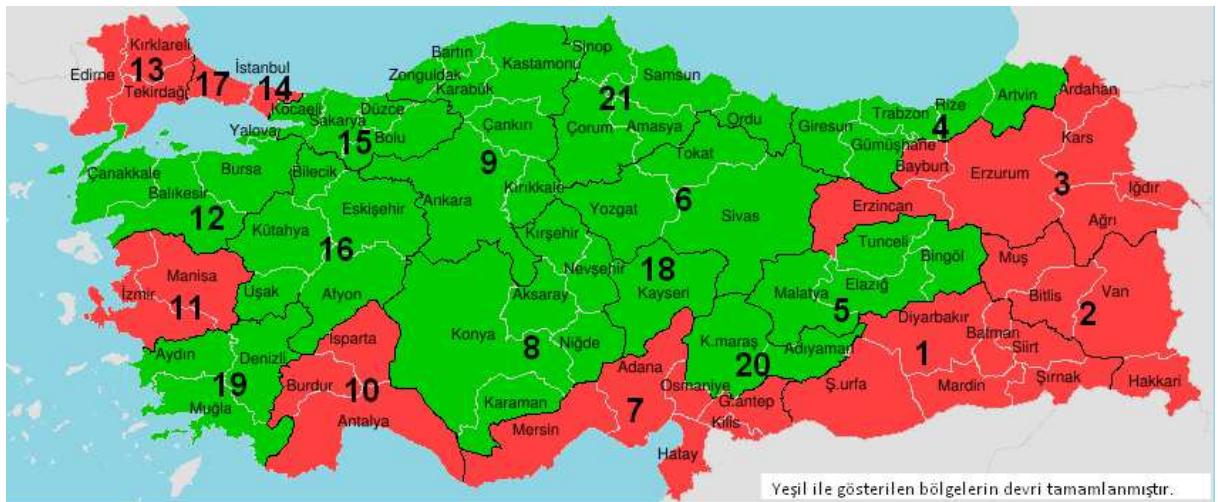 Kırklareli
Edirne
13
Tekirdağ
17
İstanbul
14
Kocaeli
Yalova
Sakarya
15
Düzce
Bolu
Bartın
Zonguldak
Karabük
Kastamonu
Çankırı
9
Kırıkkale
Ankara
Sinop
Samsun
21
Çorum
Amasya
Ordu
Tokat
Giresun
Trabzon
Rize
4
Artvin
Gümüşhane
Bayburt
Ardahan
Kars
Erzurum
3
Iğdır
Ağrı
Erzincan
Çanakkale
Balıkesir
Bursa
Bilecik
12
Eskişehir
Kütahya
16
Uşak
Afyon
Yozgat
6
Sivas
Kırşehir
Nevşehir
18
Kayseri
Aksaray
Konya
8
Niğde
Karaman
Tunceli
Bingöl
Elazığ
Malatya
5
Adıyaman
K.maraş
20
Muş
Bitlis
Van
2
Hakkari
Diyarbakır
1
Batman
Siirt
Şırnak
Mardin
Ş.urfa
Manisa
İzmir
11
Aydın
Denizli
19
Muğla
Isparta
Burdur
10
Antalya
Adana
Osmaniye
7
Mersin
G.antep
Kilis
Hatay
Yeşil ile gösterilen bölgelerin devri tamamlanmıştır.